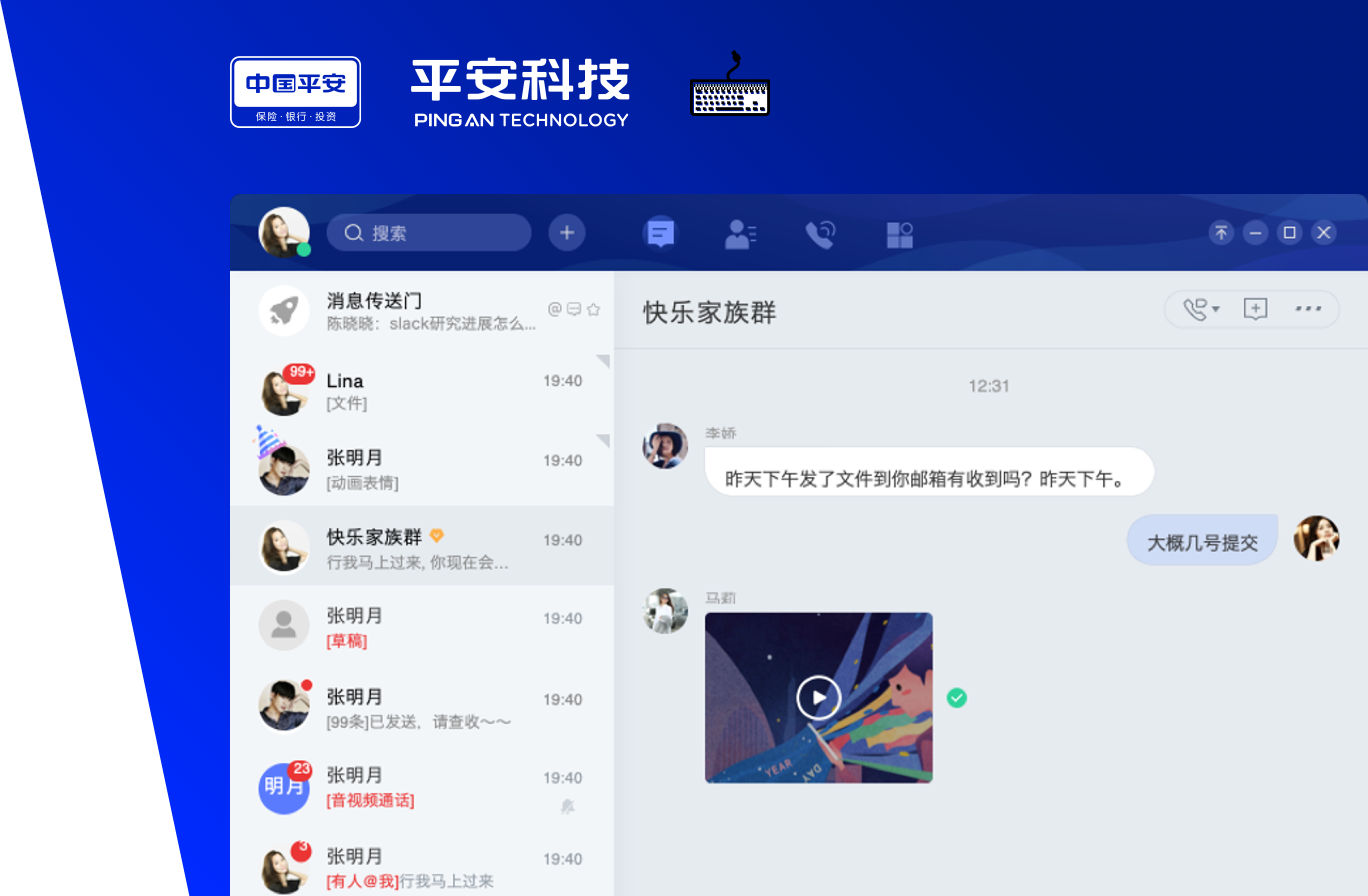 中国平安
保险·银行·投资
平安科技
PING AN TECHNOLOGY
搜索
消息传送门
陈晓晓：slack研究进展怎么...
@
99+
Lina
19:40
[文件]
张明月
19:40
[动画表情]
快乐家族群
19:40
行我马上过来, 你现在会...
张明月
19:40
[草稿]
张明月
19:40
[99条]已发送，请查收～～
明月
23
张明月
19:40
[音视频通话]
3
张明月
19:40
[有人@我]行我马上过来
快乐家族群
12:31
李娇
昨天下午发了文件到你邮箱有收到吗？昨天下午。
大概几号提交
马莉
YEAR
DAY